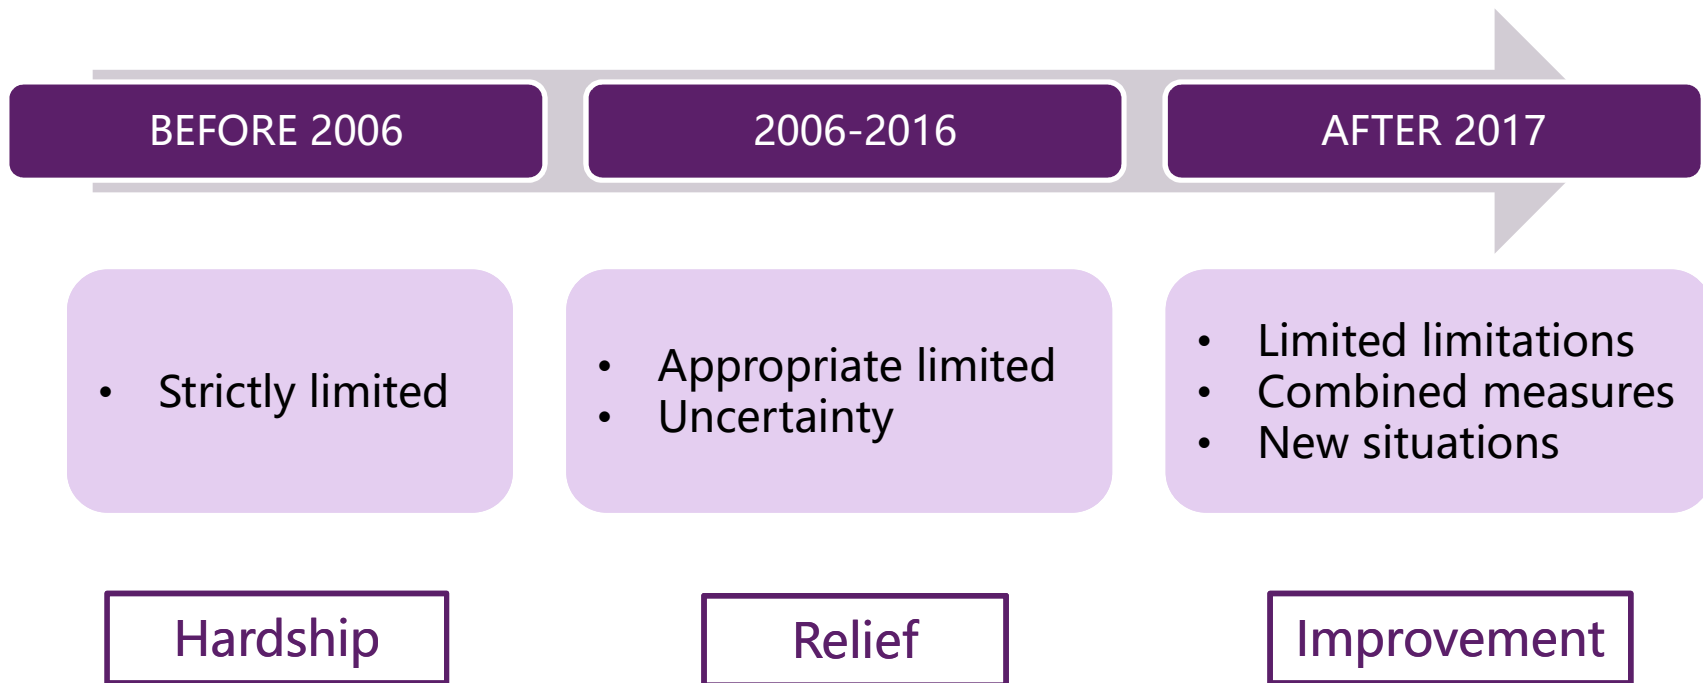 BEFORE 2006
2006-2016
AFTER 2017
• Strictly limited
• Appropriate limited
• Uncertainty
• Limited limitations
• Combined measures
• New situations
Hardship
Relief
Improvement